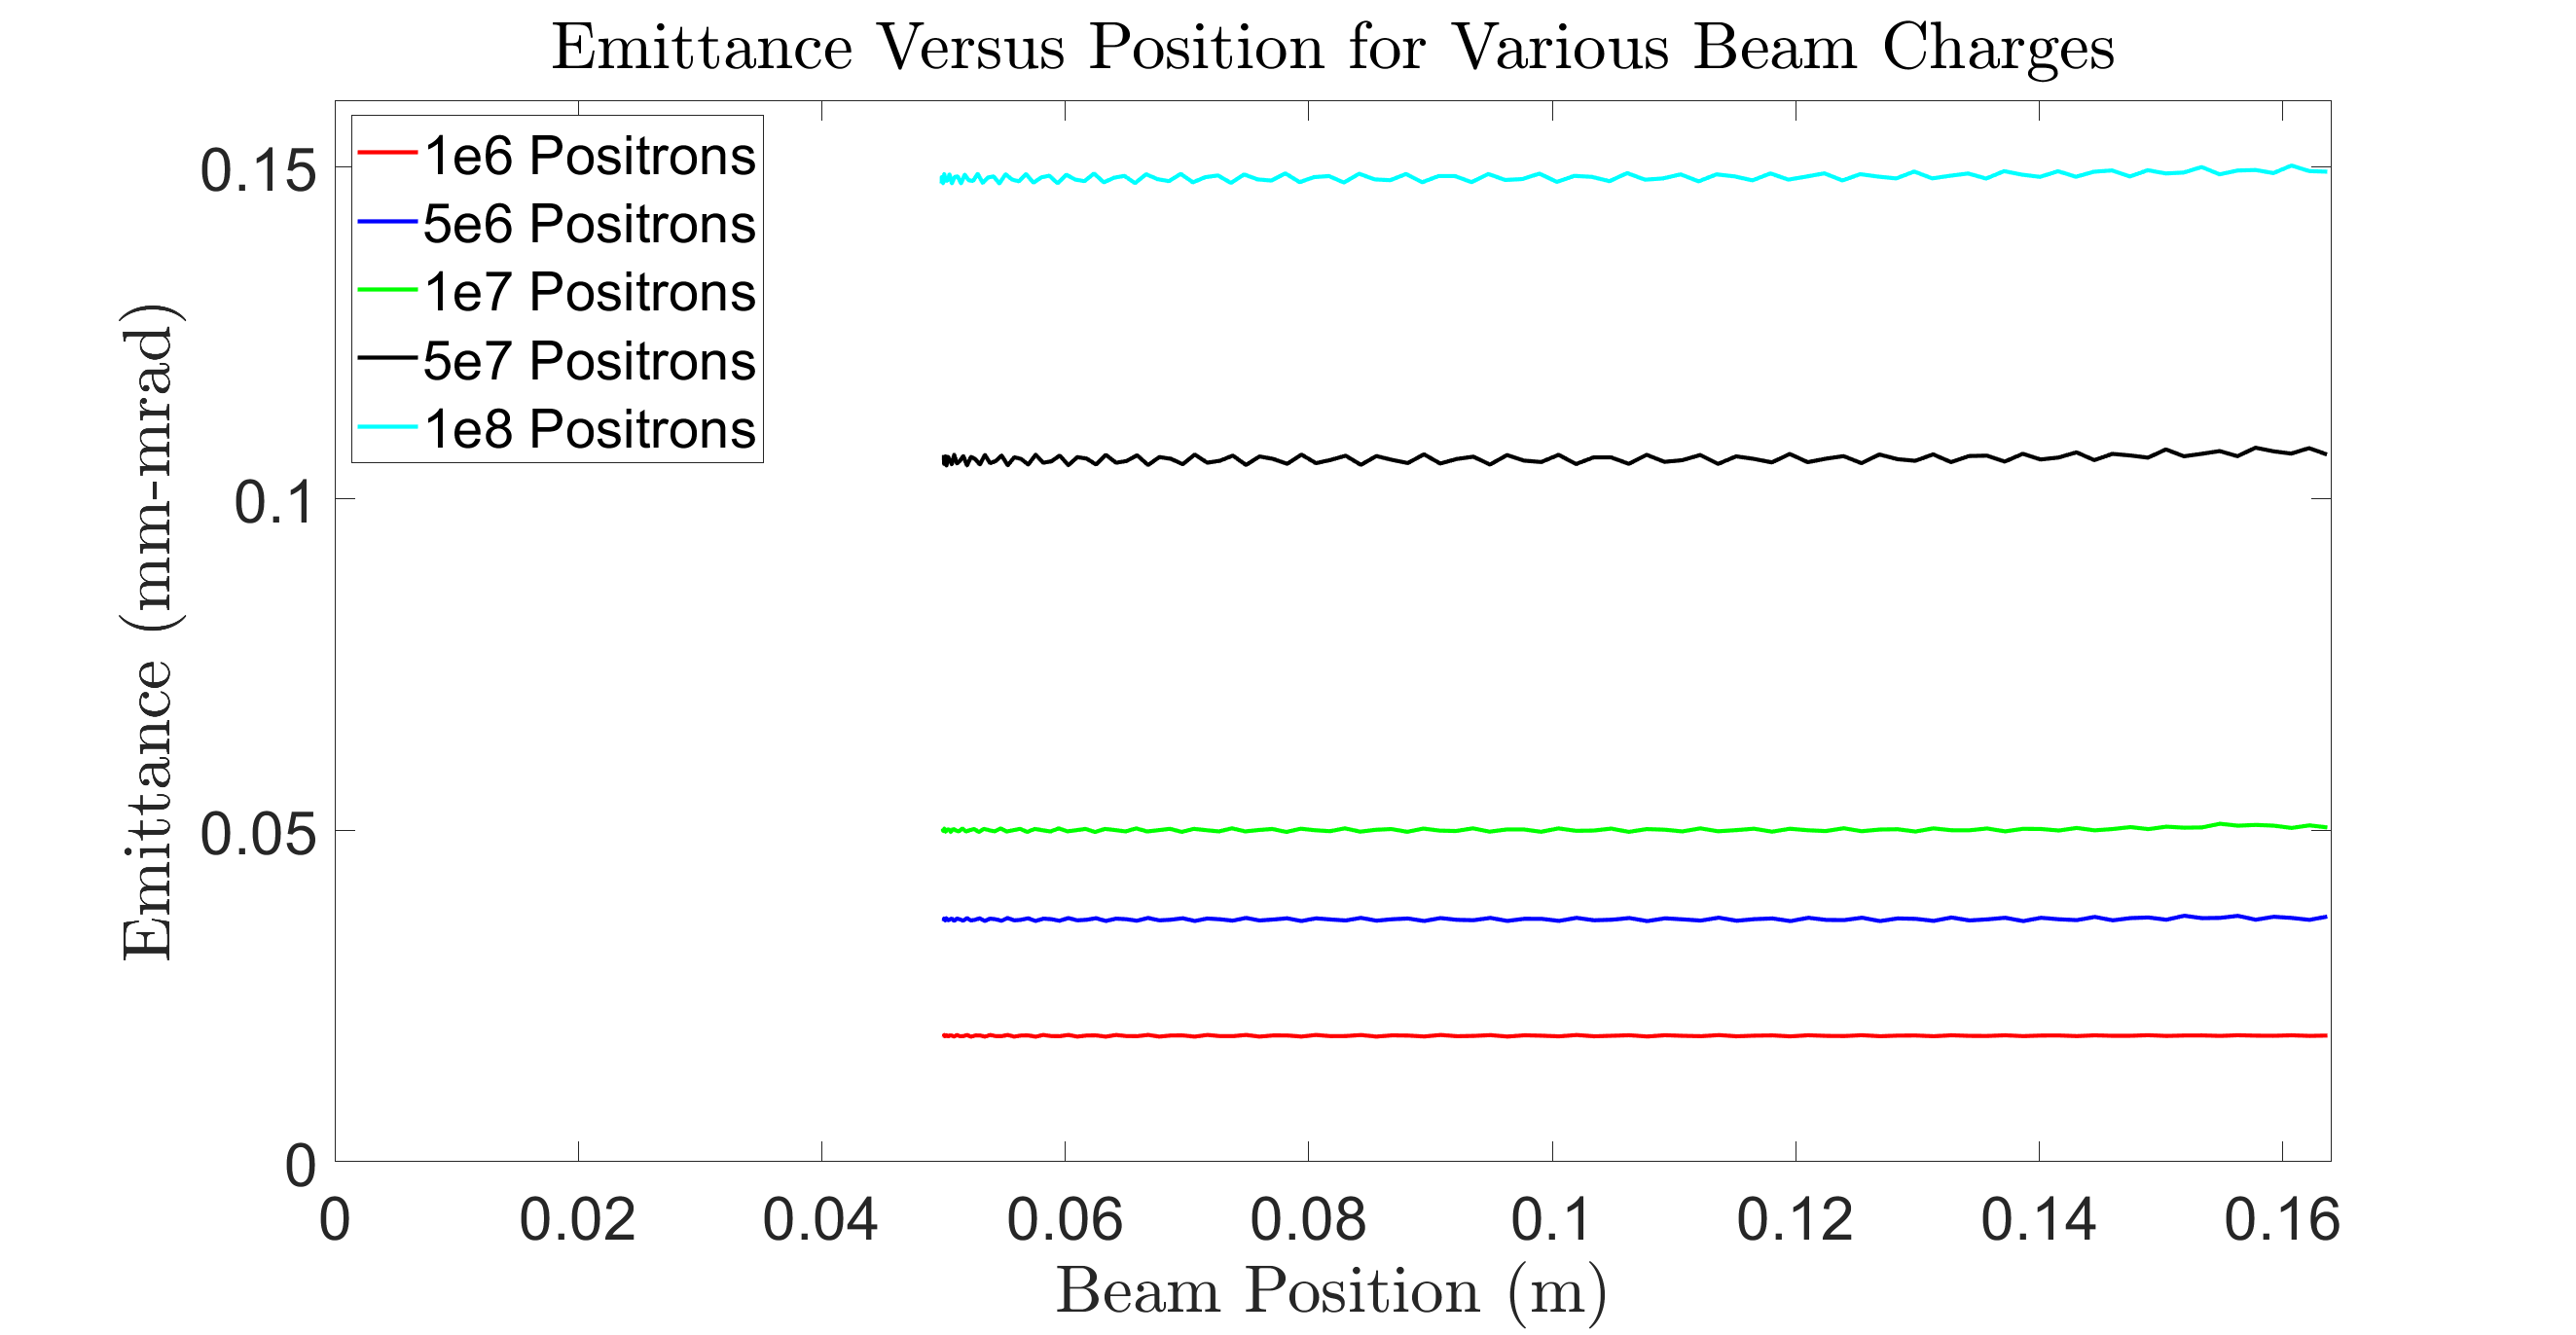 Emittance Versus Position for Various Beam Charges
1e6 Positrons
5e6 Positrons
1e7 Positrons
5e7 Positrons
1e8 Positrons
Emittance (mm-mrad)
0.15
0.1
0.05
0
0 0.02 0.04 0.06 0.08 0.1 0.12 0.14 0.16
Beam Position (m)